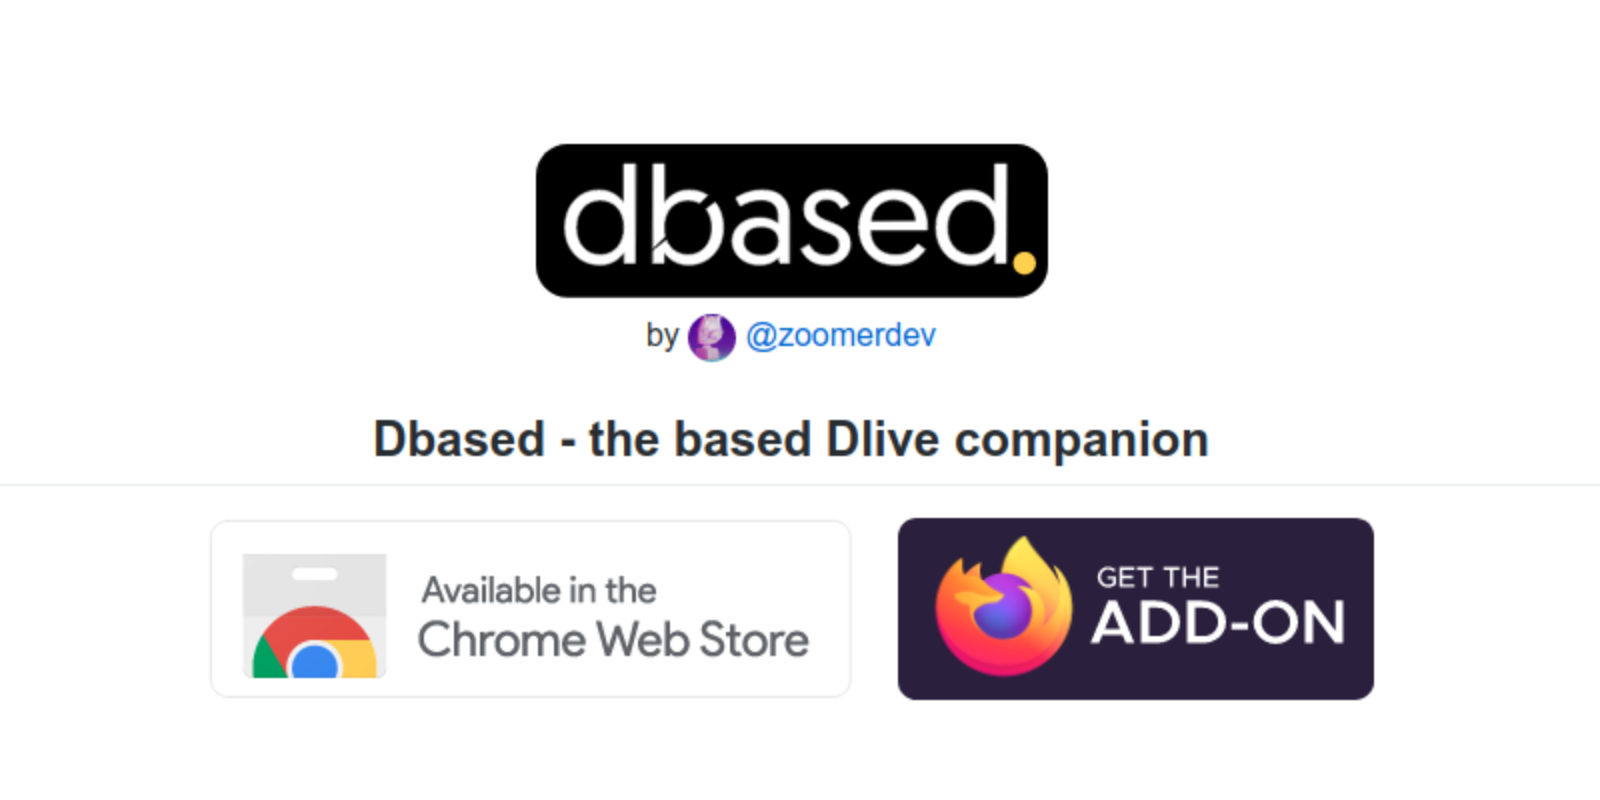 dbased.
by @zoomerdev
Dbased - the based Dlive companion
Available in the
Chrome Web Store
GET THE
ADD-ON